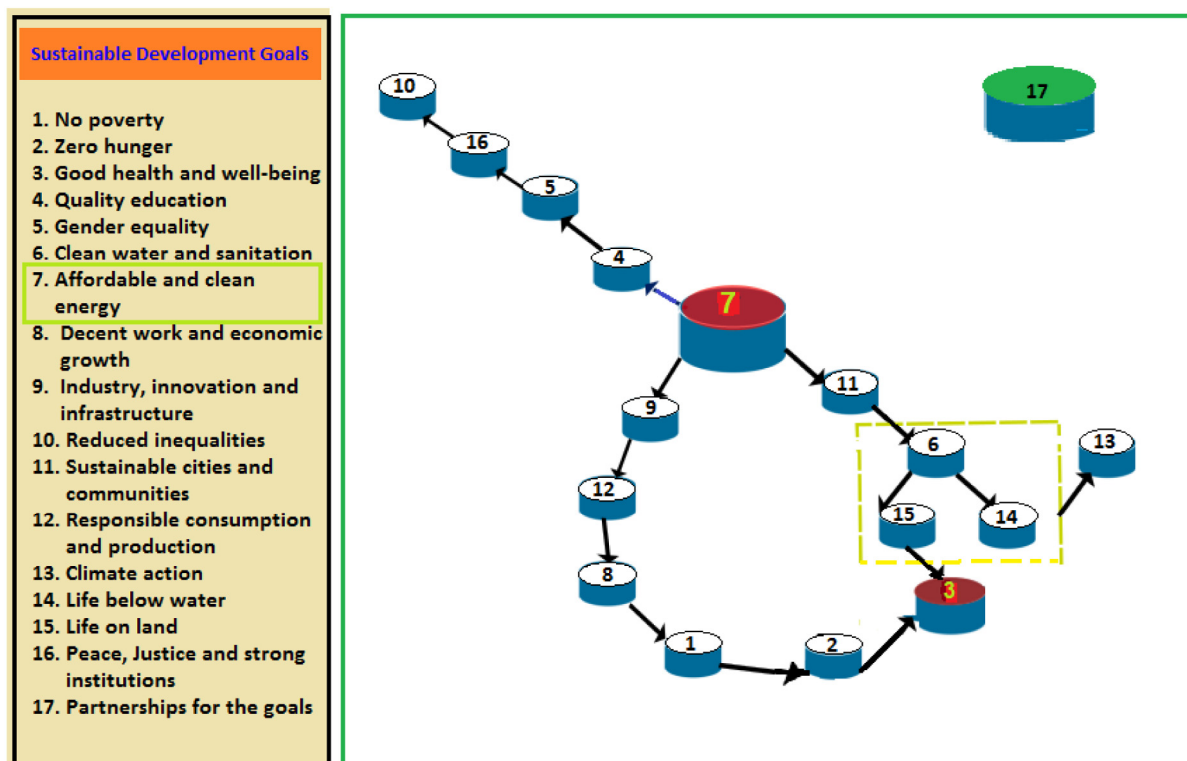 Sustainable Development Goals
1. No poverty
2. Zero hunger
3. Good health and well-being
4. Quality education
5. Gender equality
6. Clean water and sanitation
7. Affordable and clean
energy
8. Decent work and economic
growth
9. Industry, innovation and
infrastructure
10. Reduced inequalities
11. Sustainable cities and
communities
12. Responsible consumption
and production
13. Climate action
14. Life below water
15. Life on land
16. Peace, Justice and strong
institutions
17. Partnerships for the goals
10
17
16
5
4
7
11
9
6
13
12
15
14
8
3
1
2